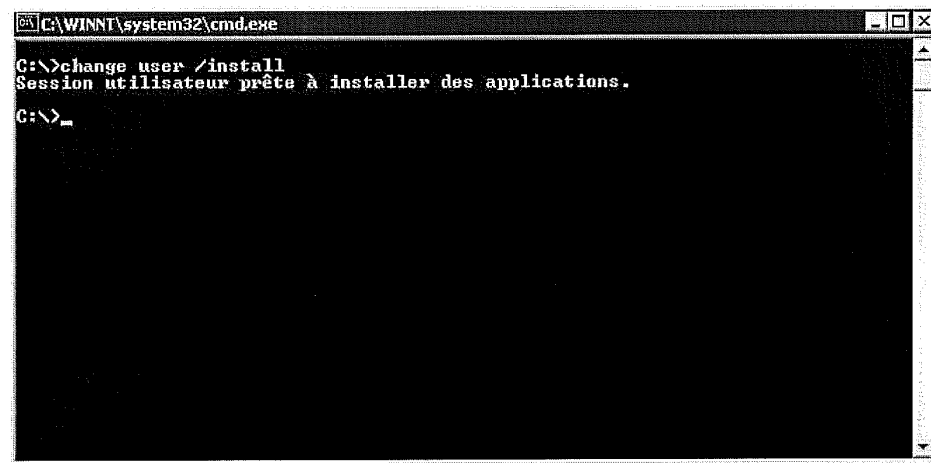 C:\WINNT\system32\cmd.exe
C:\>change user /install
Session utilisateur prête à installer des applications.
C:\>_